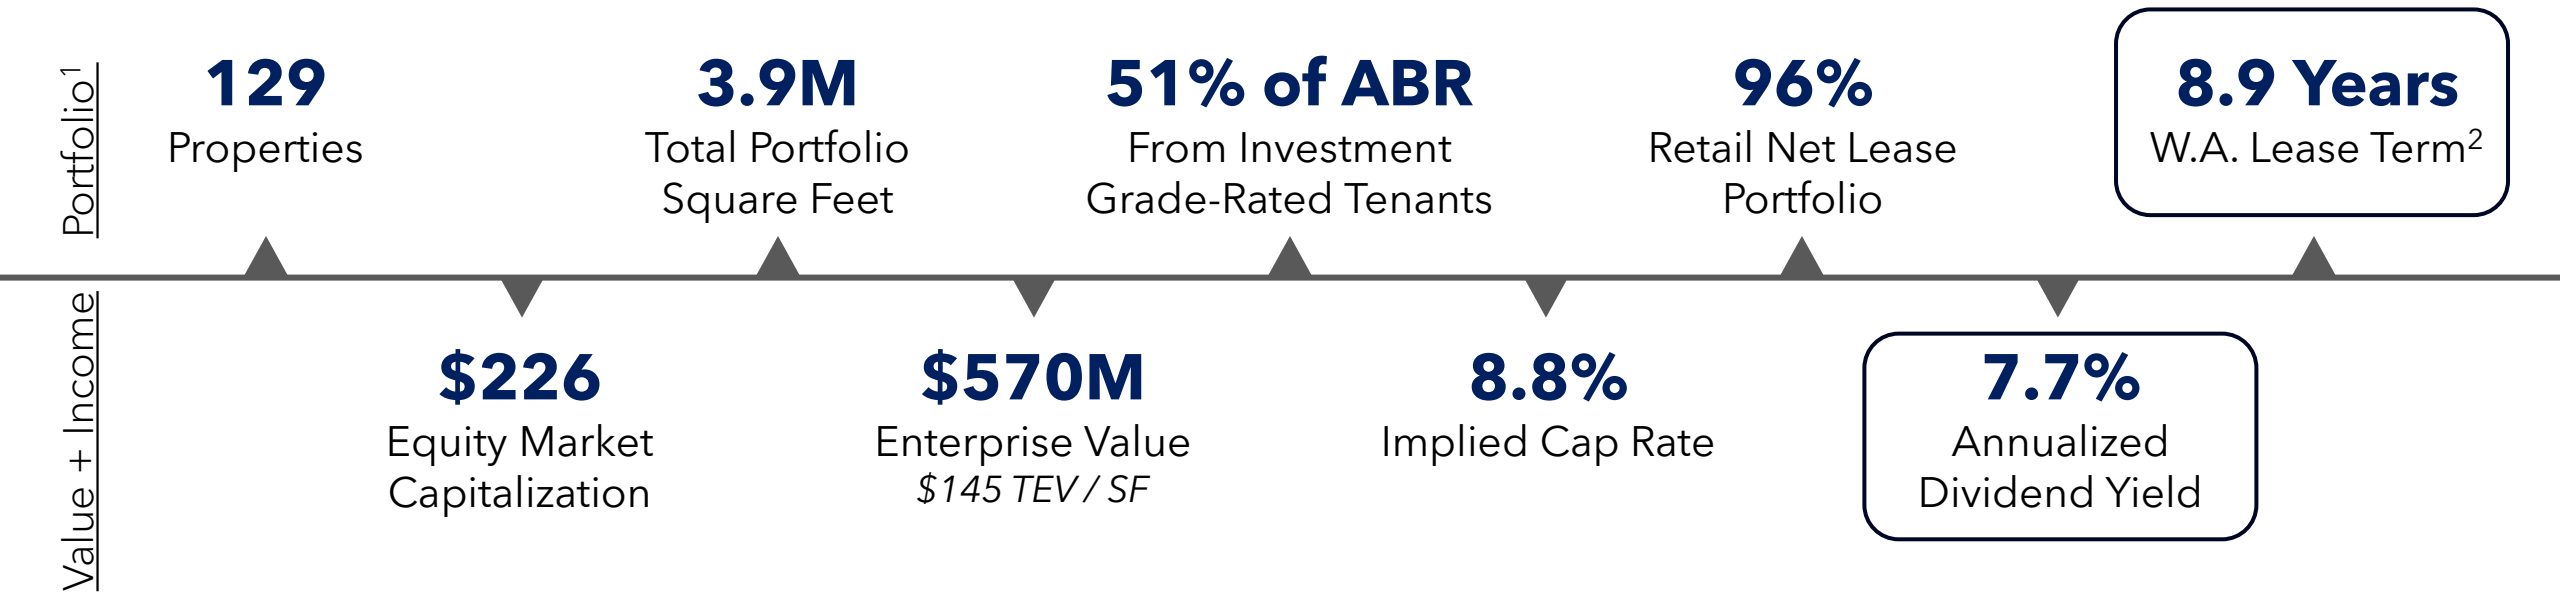 Portfolio1
129
Properties
3.9M
Total Portfolio
Square Feet
51% of ABR
From Investment
Grade-Rated Tenants
96%
Retail Net Lease
Portfolio
8.9 Years
W.A. Lease Term2
Value + Income
$226
Equity Market
Capitalization
$570M
Enterprise Value
$145 TEV / SF
8.8%
Implied Cap Rate
7.7%
Annualized
Dividend Yield